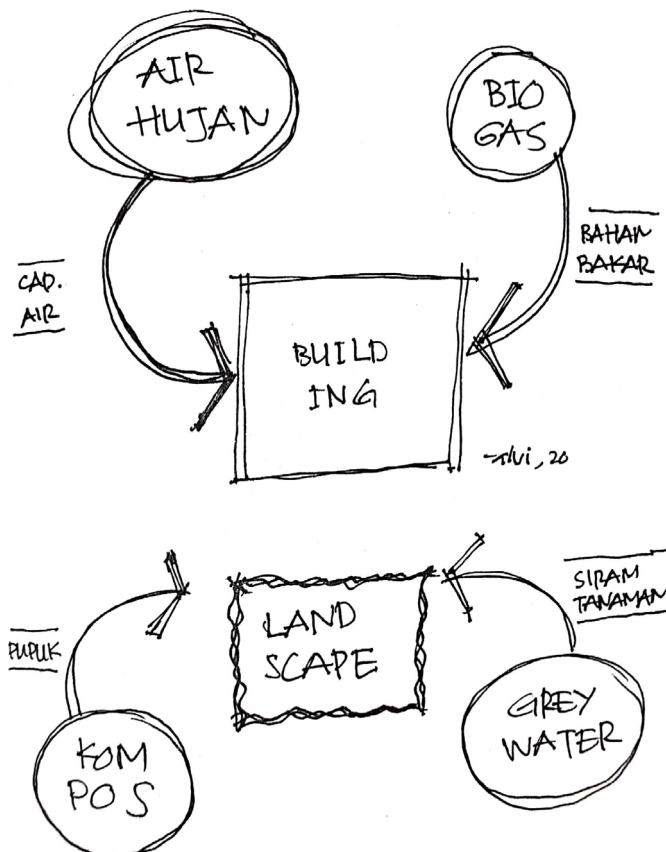 AIR
HUJAN
BIO
GAS
CAD.
AIR
BAHAN
BAKAR
BUILD
ING
PUPUK
LAND
SCAPE
SIRAM
TANAMAN
KOM
POS
GREY
WATER